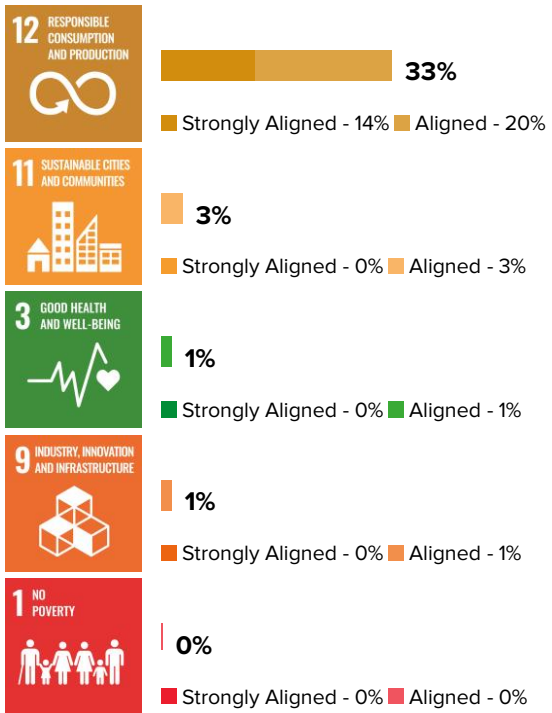 12 RESPONSIBLE
CONSUMPTION
AND PRODUCTION
33%
Strongly Aligned - 14% Aligned - 20%
11 SUSTAINABLE CITIES
AND COMMUNITIES
3%
Strongly Aligned - 0% Aligned - 3%
3 GOOD HEALTH
AND WELL-BEING
1%
Strongly Aligned - 0% Aligned - 1%
9 INDUSTRY, INNOVATION
AND INFRASTRUCTURE
1%
Strongly Aligned - 0% Aligned - 1%
1 NO
POVERTY
0%
Strongly Aligned - 0% Aligned - 0%